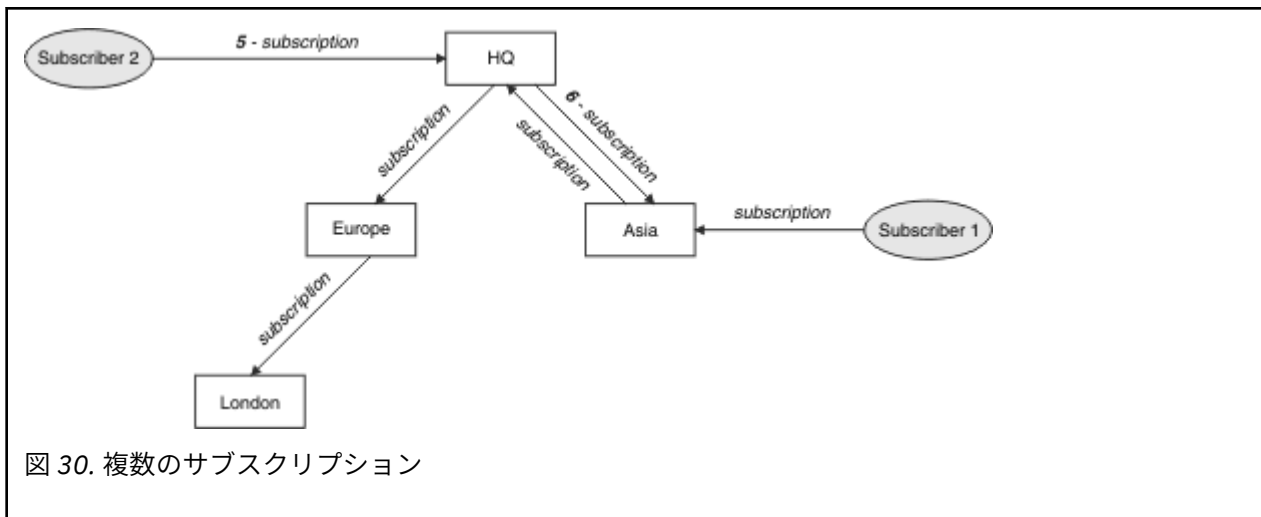 Subscriber 2
5 - subscription
HQ
subscription
6 - subscription
subscription
Europe
Asia
subscription
Subscriber 1
subscription
London
図 30. 複数のサブスクリプション